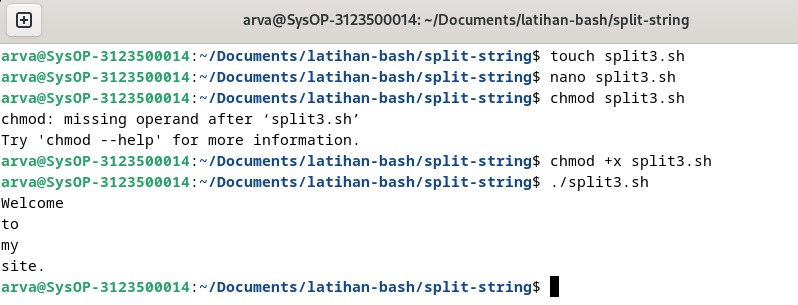 arva@SysOP-3123500014: ~/Documents/latihan-bash/split-string
arva@SysOP-3123500014:~/Documents/latihan-bash/split-string$ touch split3.sh
arva@SysOP-3123500014:~/Documents/latihan-bash/split-string$ nano split3.sh
arva@SysOP-3123500014:~/Documents/latihan-bash/split-string$ chmod split3.sh
chmod: missing operand after ‘split3.sh’
Try 'chmod --help' for more information.
arva@SysOP-3123500014:~/Documents/latihan-bash/split-string$ chmod +x split3.sh
arva@SysOP-3123500014:~/Documents/latihan-bash/split-string$ ./split3.sh
Welcome
to
my
site.
arva@SysOP-3123500014:~/Documents/latihan-bash/split-string$